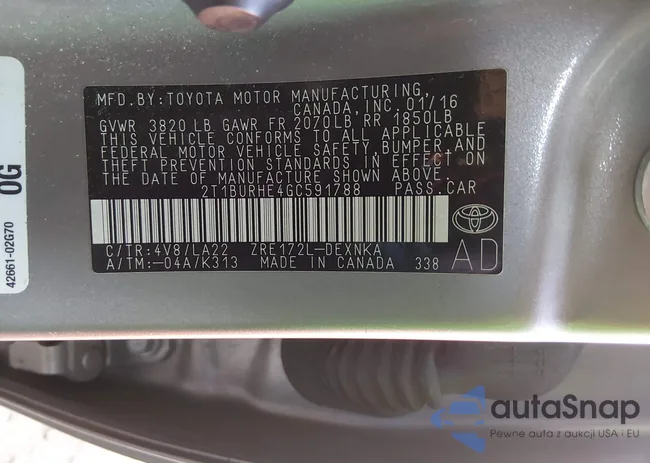 MFD. BY: TOYOTA MOTOR MANUFACTURING,
CANADA, INC. 01/16
GVWR 3820 LB GAWR FR 2070LB RR 1850LB
THIS VEHICLE CONFORMS TO ALL APPLICABLE
FEDERAL MOTOR VEHICLE SAFETY, BUMPER, AND
THEFT PREVENTION STANDARDS IN EFFECT ON
THE DATE OF MANUFACTURE SHOWN ABOVE.
2T1BURHE4GC591788 PASS. CAR
C/TR: 4V8/LA22 ZRE172L-DEXNKA
A/TM: -04A/K313 MADE IN CANADA 338
AD
42661-02G70
0G
autaSnap
Pewne auta z aukcji USA i EU